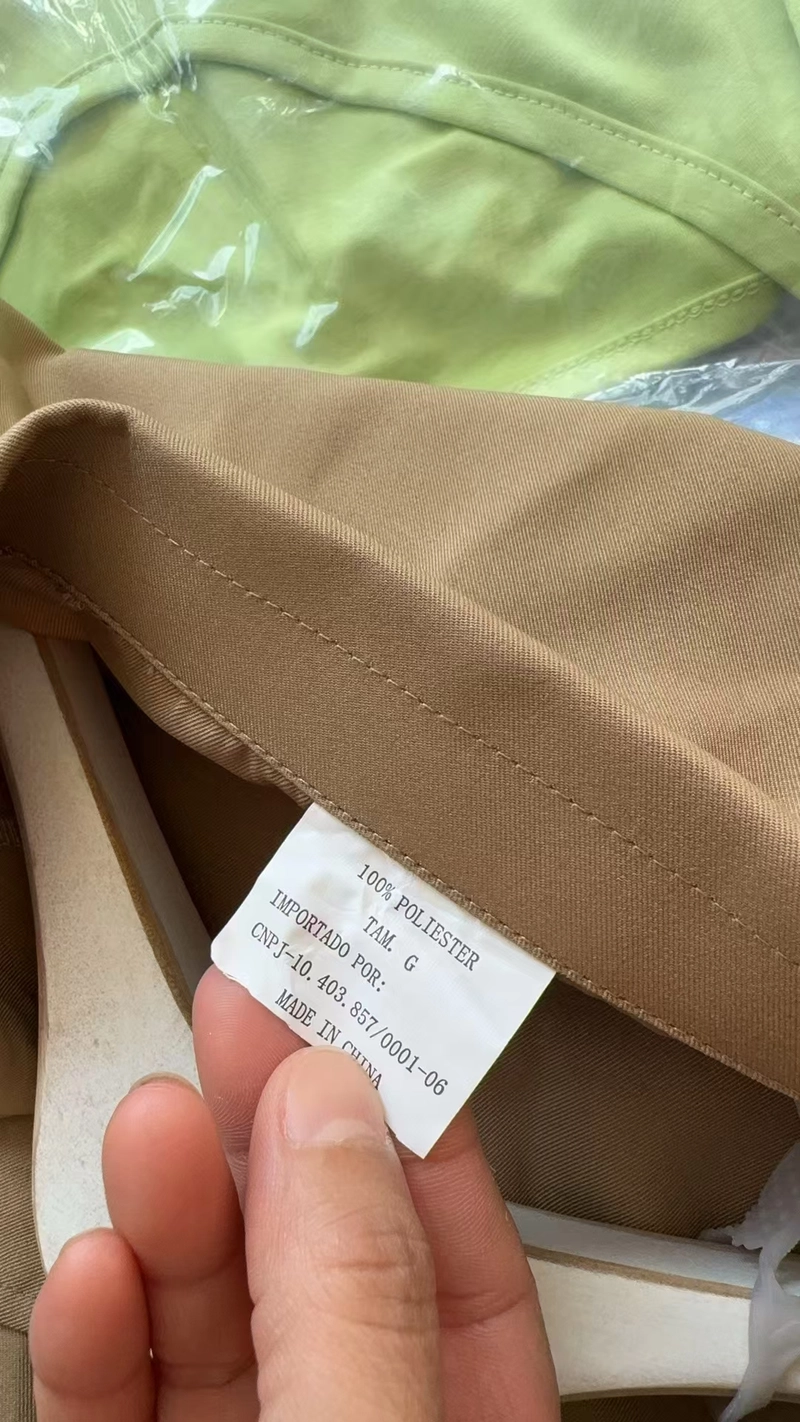 100% POLIESTER
TAM. G
IMPORTADO POR:
CNPJ-10.403.857/0001-06
MADE IN CHINA